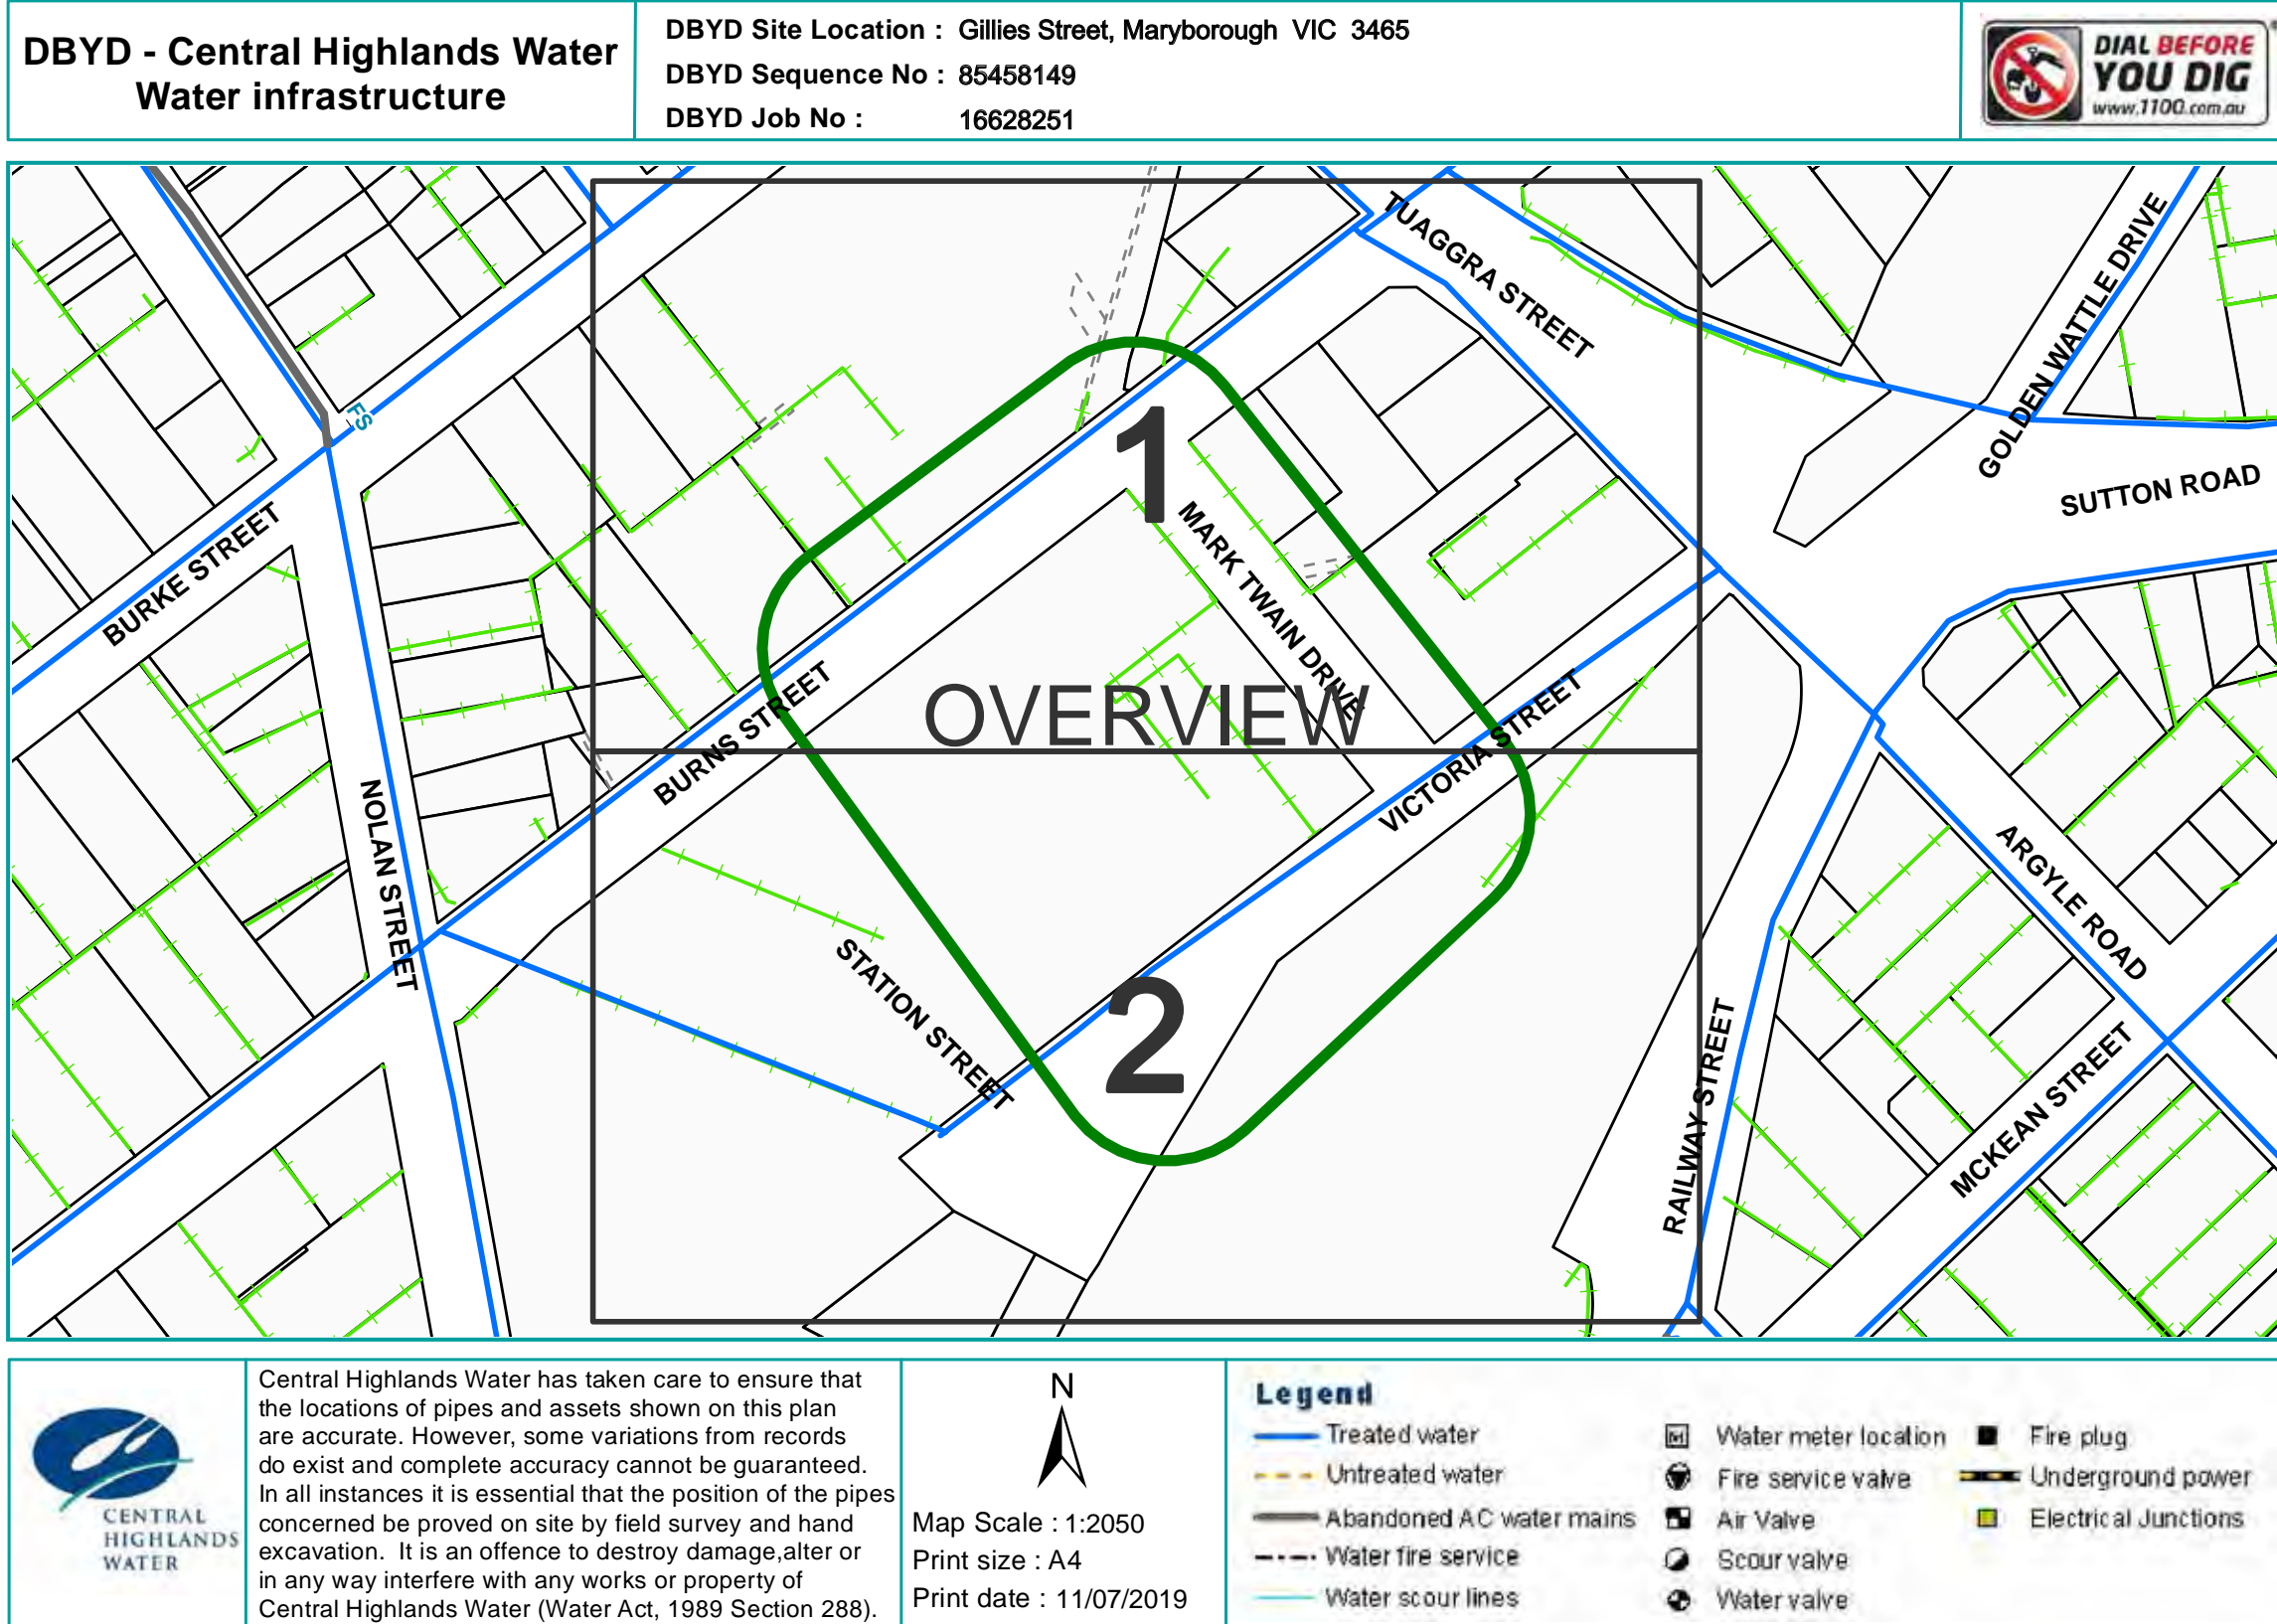 DBYD - Central Highlands Water
Water infrastructure
DBYD Site Location : Gillies Street, Maryborough VIC 3465
DBYD Sequence No : 85458149
DBYD Job No : 16628251
DIAL BEFORE
YOU DIG
www.1100.com.au
TUAGGRA STREET
GOLDEN WATTLE DRIVE
SUTTON ROAD
FS
BURKE STREET
1
MARK TWAIN DRIVE
OVERVIEW
BURNS STREET
VICTORIA STREET
NOLAN STREET
STATION STREET
2
ARGYLE ROAD
RAILWAY STREET
MCKEAN STREET
CENTRAL
HIGHLANDS
WATER
Central Highlands Water has taken care to ensure that
the locations of pipes and assets shown on this plan
are accurate. However, some variations from records
do exist and complete accuracy cannot be guaranteed.
In all instances it is essential that the position of the pipes
concerned be proved on site by field survey and hand
excavation. It is an offence to destroy damage,alter or
in any way interfere with any works or property of
Central Highlands Water (Water Act, 1989 Section 288).
N
Map Scale : 1:2050
Print size : A4
Print date : 11/07/2019
Legend
Treated water
Untreated water
Abandoned AC water mains
Water fire service
Water scour lines
M
Water meter location
Fire service valve
Air Valve
Scour valve
Water valve
Fire plug
Underground power
Electrical Junctions